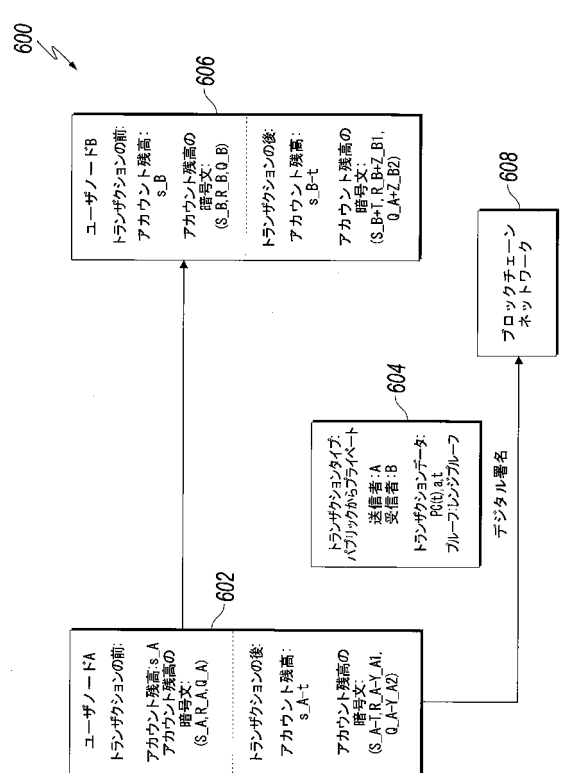 600
ユーザノードA
トランザクションの前:
アカウント残高:s_A
アカウント残高の
暗号文:
(S_A,R_A,Q_A)
トランザクションの後:
アカウント残高:
s_A-t
アカウント残高の
暗号文:
(S_A-T,R_A-Y_A1,
Q_A-Y_A2)
602
トランザクションタイプ:
パブリックからプライベート
送信者:A
受信者:B
トランザクションデータ:
PC(t),a,t
プルーフ:レンジプルーフ
604
ユーザノードB
トランザクションの前:
アカウント残高:
s_B
アカウント残高の
暗号文:
(S_B,R_B,Q_B)
トランザクションの後:
アカウント残高:
s_B-t
アカウント残高の
暗号文:
(S_B+T,R_B+Z_B1,
Q_A+Z_B2)
606
デジタル署名
ブロックチェーン
ネットワーク
608